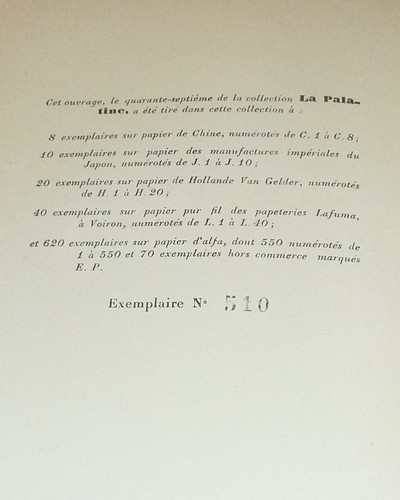 Cet ouvrage, le quarante-septième de la collection La Pala-
tine, a été tiré dans cette collection à :
8 exemplaires sur papier de Chine, numérotés de C. 1 à C. 8 ;
10 exemplaires sur papier des manufactures impériales du
Japon, numérotés de J. 1 à J. 10 ;
20 exemplaires sur papier de Hollande Van Gelder, numérotés
de H. 1 à H. 20 ;
40 exemplaires sur papier pur fil des papeteries Lafuma,
à Voiron, numérotés de L. 1 à L. 40 ;
et 620 exemplaires sur papier d'alfa, dont 550 numérotés de
1 à 550 et 70 exemplaires hors commerce marqués
E. P.
Exemplaire Nº 510